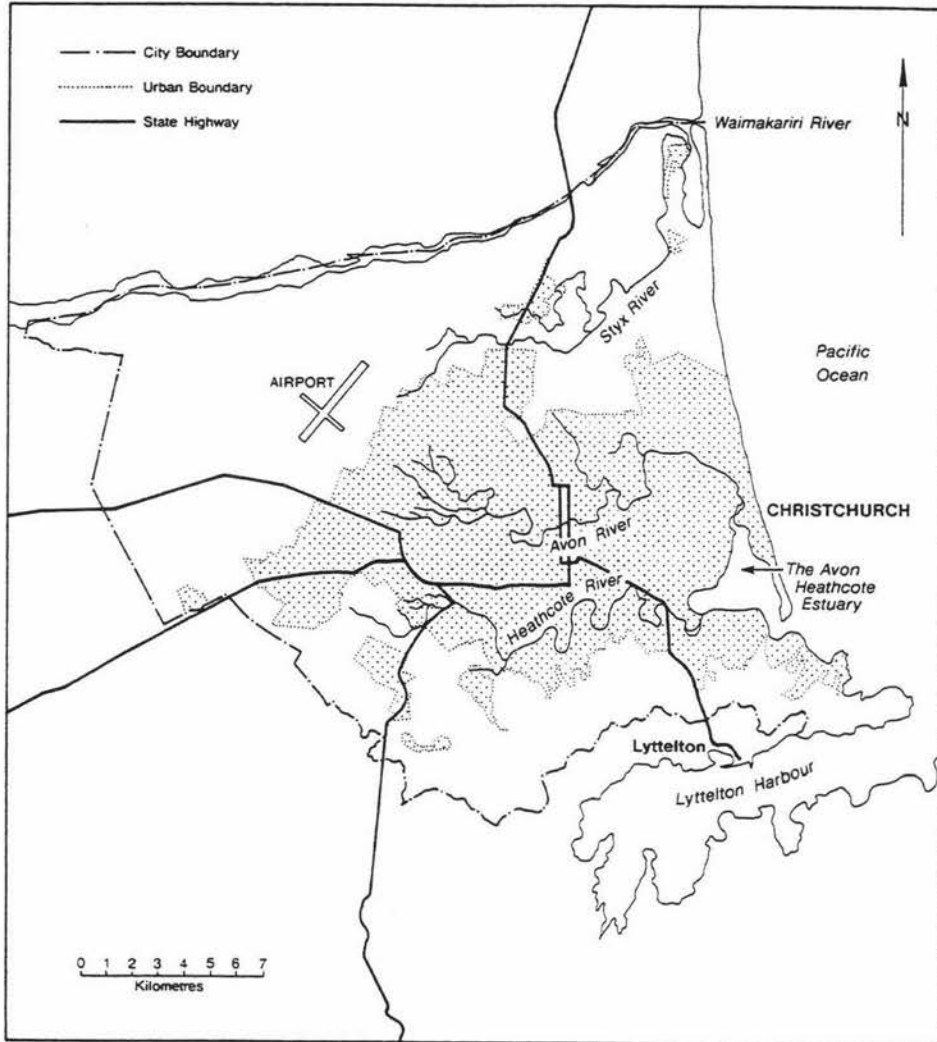 City Boundary
Urban Boundary
State Highway
N
Waimakariri River
Styx River
Pacific
Ocean
AIRPORT
CHRISTCHURCH
Avon River
The Avon
Heathcote
Estuary
Heathcote River
Lyttelton
Lyttelton Harbour
0 1 2 3 4 5 6 7
Kilometres